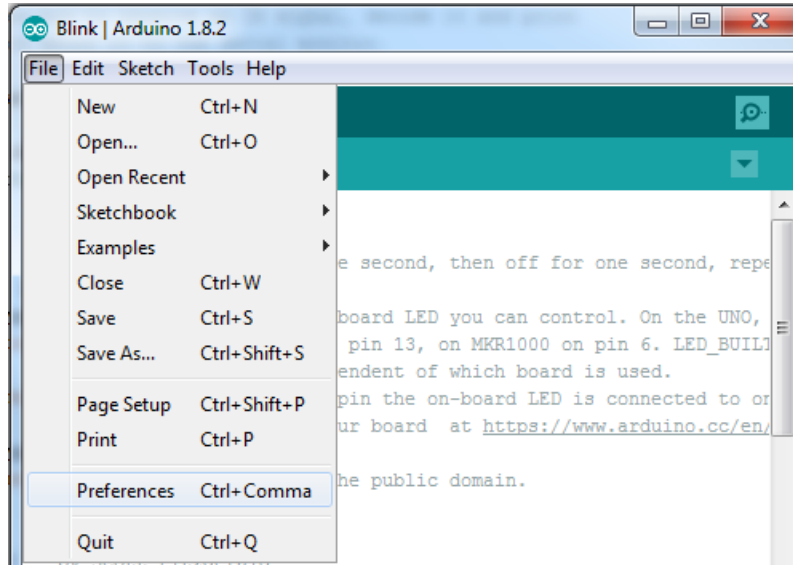 Blink | Arduino 1.8.2
File Edit Sketch Tools Help
New Ctrl+N
Open... Ctrl+O
Open Recent
Sketchbook
Examples
e second, then off for one second, repe
Close Ctrl+W
Save Ctrl+S
board LED you can control. On the UNO,
Save As... Ctrl+Shift+S
pin 13, on MKR1000 on pin 6. LED_BUIL
endent of which board is used.
Page Setup Ctrl+Shift+P
pin the on-board LED is connected to on
Print Ctrl+P
ur board at https://www.arduino.cc/en/
Preferences Ctrl+Comma
he public domain.
Quit Ctrl+Q